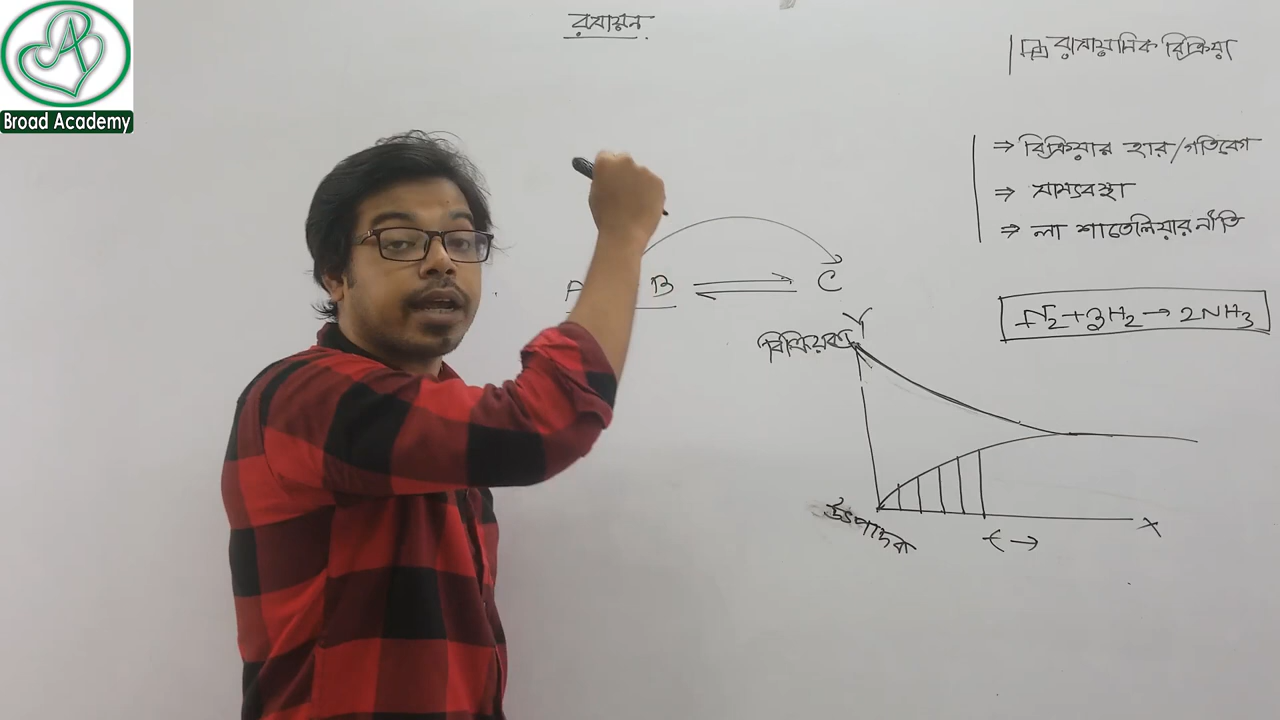 Broad Academy
রসায়ন
রাসায়নিক বিক্রিয়া
⇒ বিক্রিয়ার হার/গতিবেগ
⇒ সাম্যবস্থা
⇒ লা শাতেলিয়ার নীতি
A B ⇌ C
N₂+3H₂→2NH₃
Y
বিক্রিয়ক
উৎপাদক
X
t →